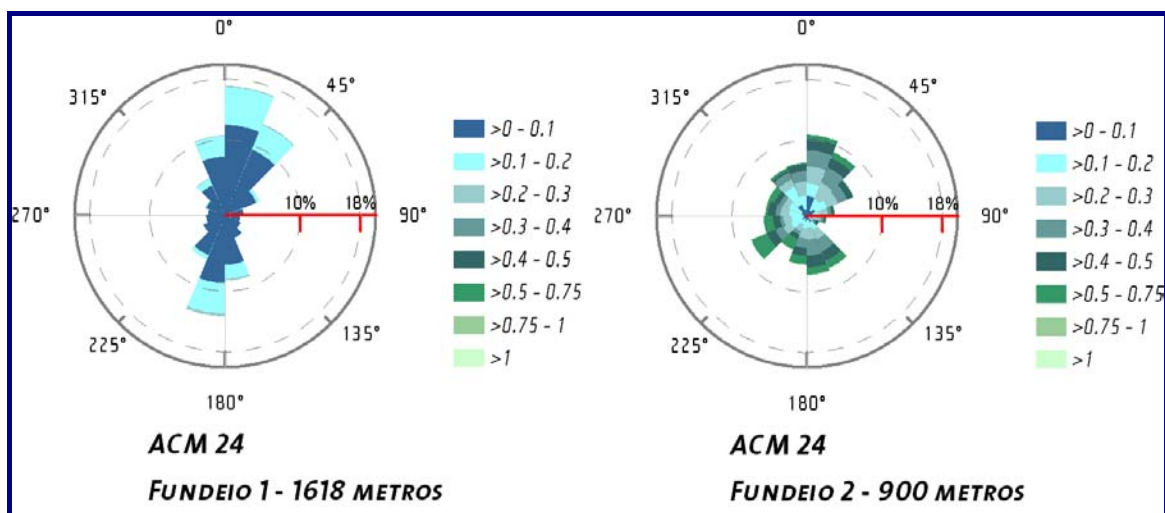 0°
45°
90°
135°
180°
225°
270°
315°
10%
18%
>0 - 0.1
>0.1 - 0.2
>0.2 - 0.3
>0.3 - 0.4
>0.4 - 0.5
>0.5 - 0.75
>0.75 - 1
>1
ACM 24
FUNDEIO 1 - 1618 METROS
0°
45°
90°
135°
180°
225°
270°
315°
10%
18%
>0 - 0.1
>0.1 - 0.2
>0.2 - 0.3
>0.3 - 0.4
>0.4 - 0.5
>0.5 - 0.75
>0.75 - 1
>1
ACM 24
FUNDEIO 2 - 900 METROS